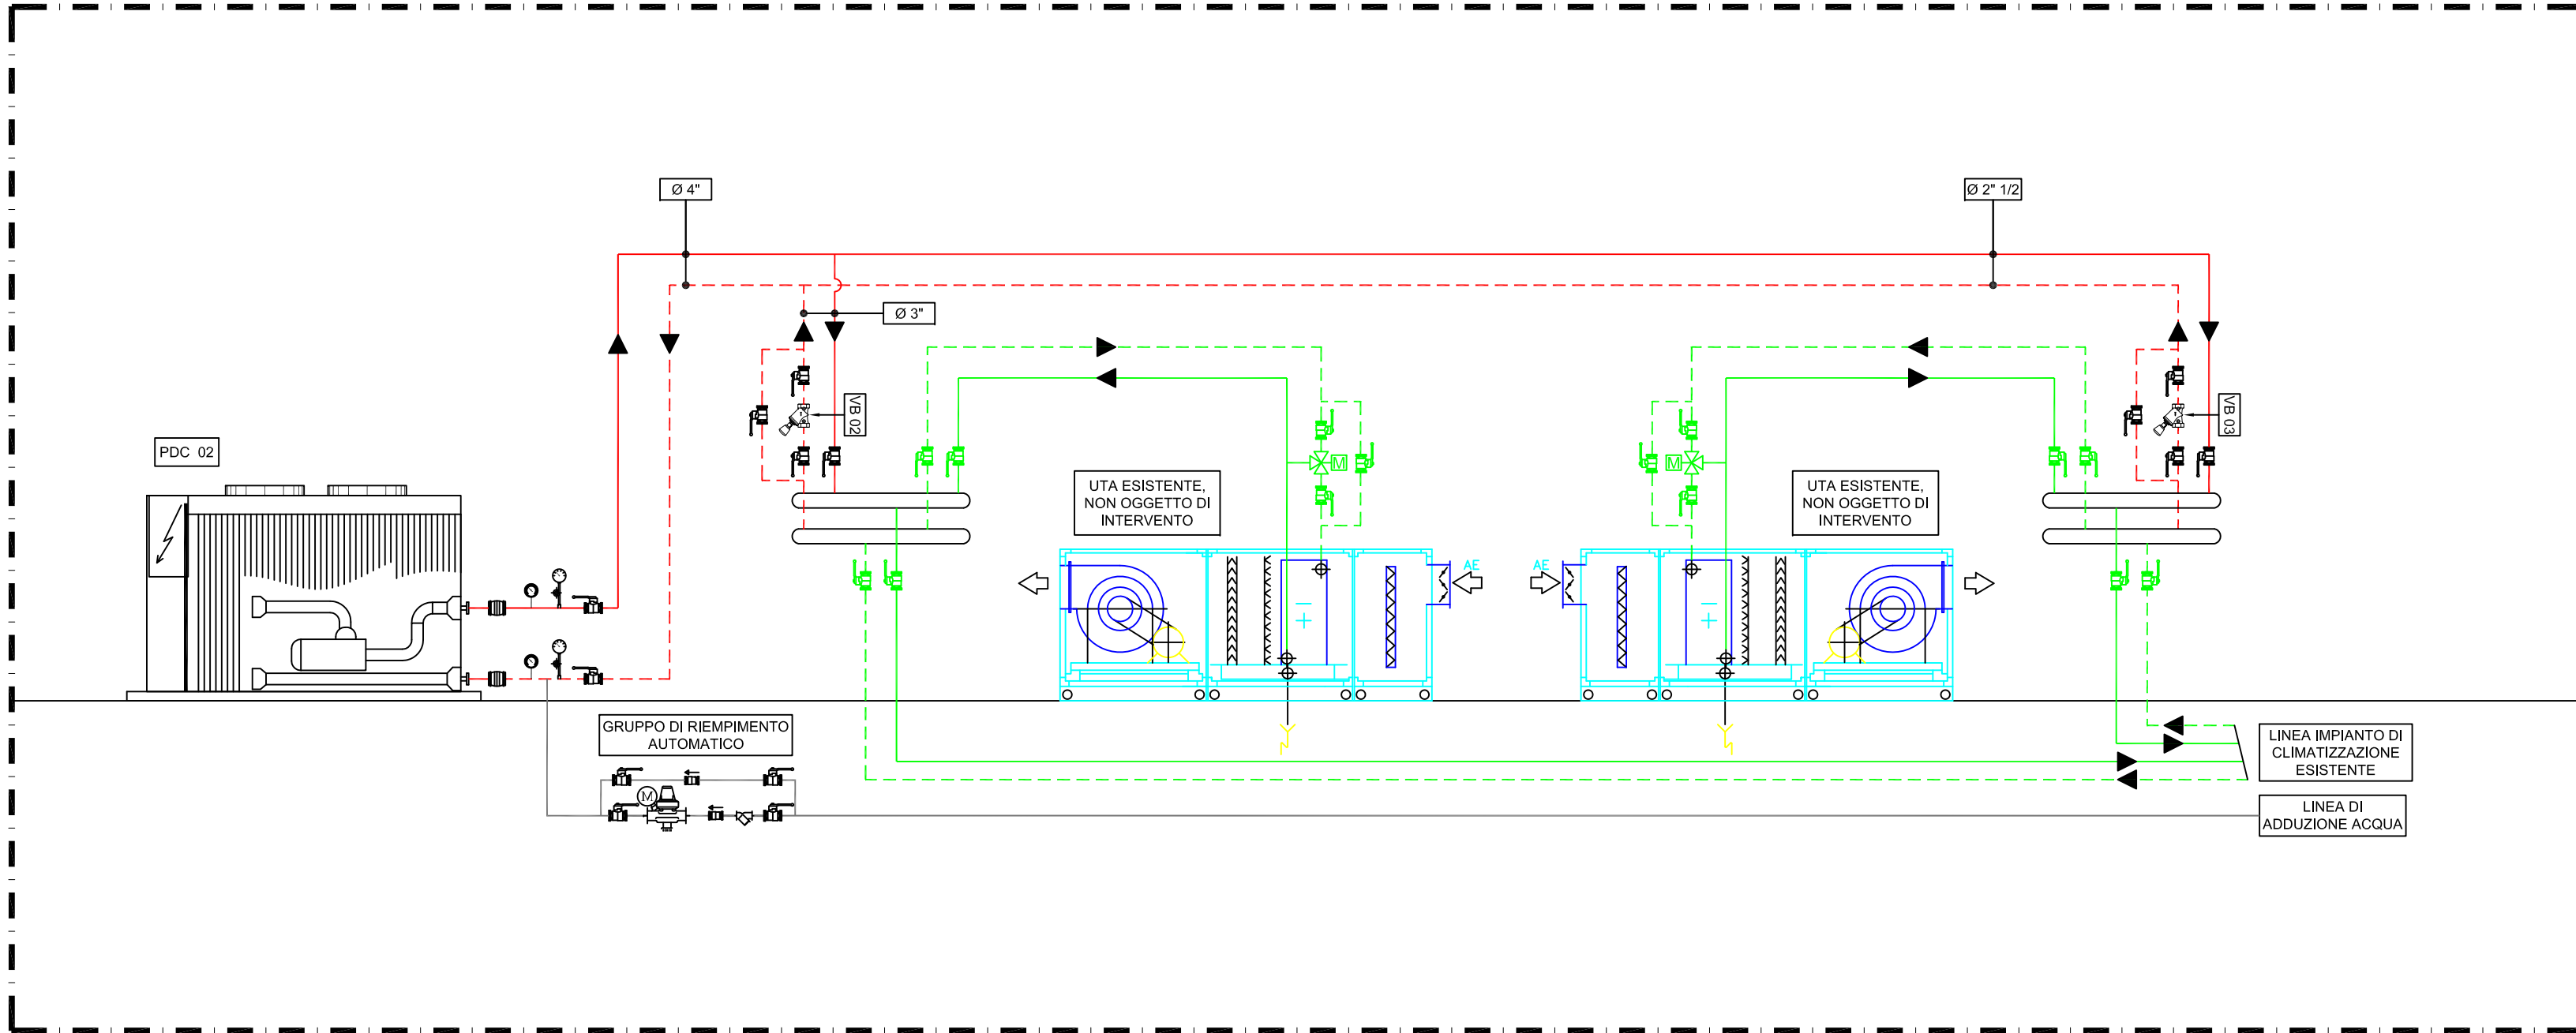 Ø 4"
Ø 2" 1/2
Ø 3"
VB 02
VB 03
PDC 02
UTA ESISTENTE,
NON OGGETTO DI
INTERVENTO
UTA ESISTENTE,
NON OGGETTO DI
INTERVENTO
M
M
AE
AE
GRUPPO DI RIEMPIMENTO
AUTOMATICO
M
LINEA IMPIANTO DI
CLIMATIZZAZIONE
ESISTENTE
LINEA DI
ADDUZIONE ACQUA